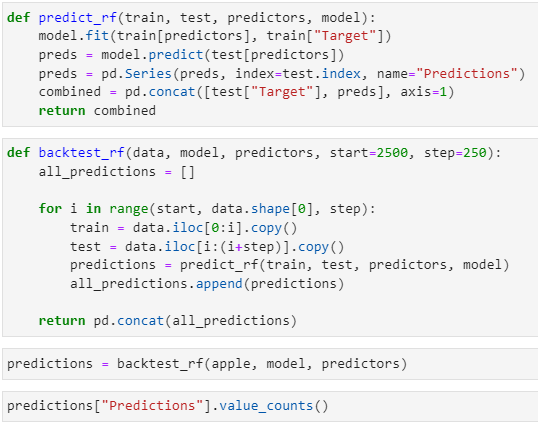 def predict_rf(train, test, predictors, model):
    model.fit(train[predictors], train["Target"])
    preds = model.predict(test[predictors])
    preds = pd.Series(preds, index=test.index, name="Predictions")
    combined = pd.concat([test["Target"], preds], axis=1)
    return combined
def backtest_rf(data, model, predictors, start=2500, step=250):
    all_predictions = []
    for i in range(start, data.shape[0], step):
        train = data.iloc[0:i].copy()
        test = data.iloc[i:(i+step)].copy()
        predictions = predict_rf(train, test, predictors, model)
        all_predictions.append(predictions)
    return pd.concat(all_predictions)
predictions = backtest_rf(apple, model, predictors)
predictions["Predictions"].value_counts()